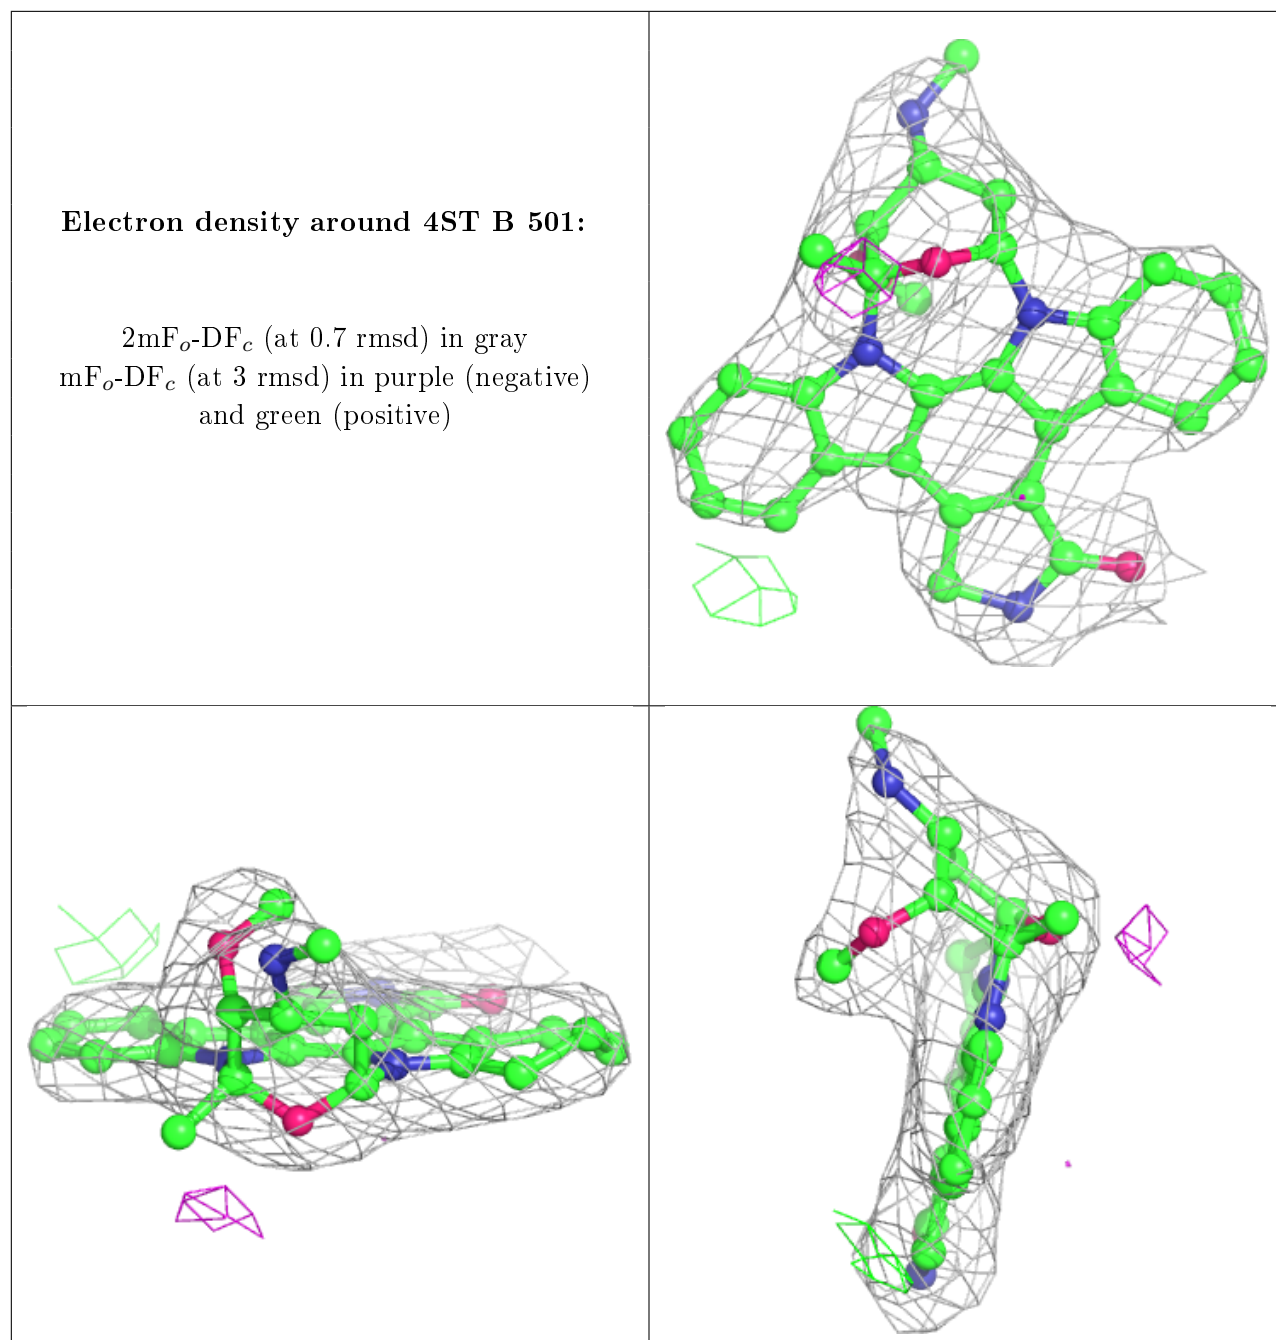 Electron density around 4ST B 501:
2mFo-DFc (at 0.7 rmsd) in gray
mFo-DFc (at 3 rmsd) in purple (negative)
and green (positive)